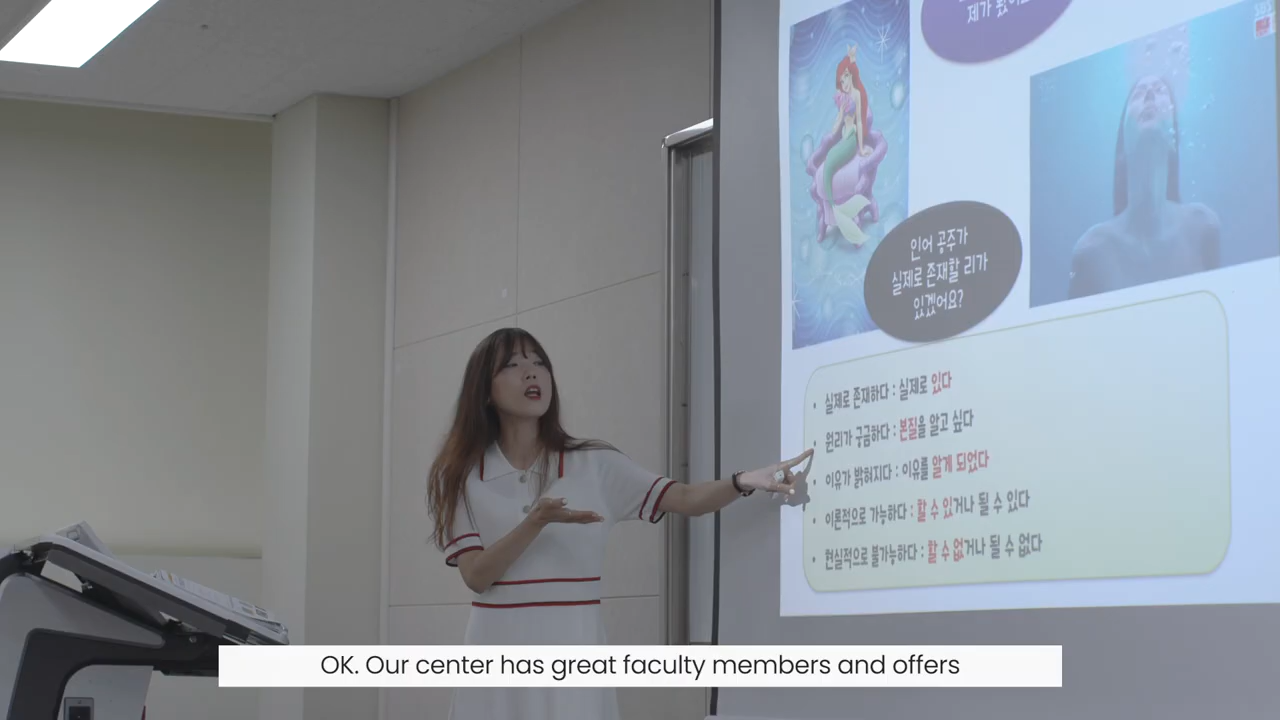 제가 봤어요
인어 공주가
실제로 존재할 리가
있겠어요?
• 실제로 존재하다 : 실제로 있다
• 원리가 궁금하다 : 본질을 알고 싶다
• 이유가 밝혀지다 : 이유를 알게 되었다
• 이론적으로 가능하다 : 할 수 있거나 될 수 있다
• 현실적으로 불가능하다 : 할 수 없거나 될 수 없다
OK. Our center has great faculty members and offers